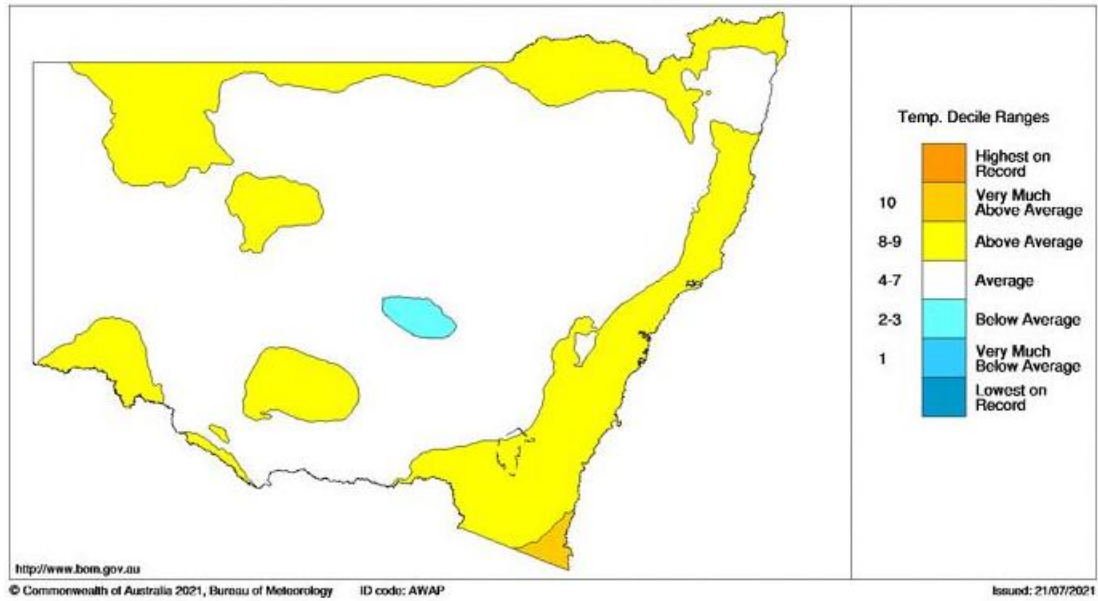 Temp. Decile Ranges
Highest on
Record
10
Very Much
Above Average
8-9
Above Average
4-7
Average
2-3
Below Average
1
Very Much
Below Average
Lowest on
Record
http://www.bom.gov.au
© Commonwealth of Australia 2021, Bureau of Meteorology ID code: AWAP Issued: 21/07/2021